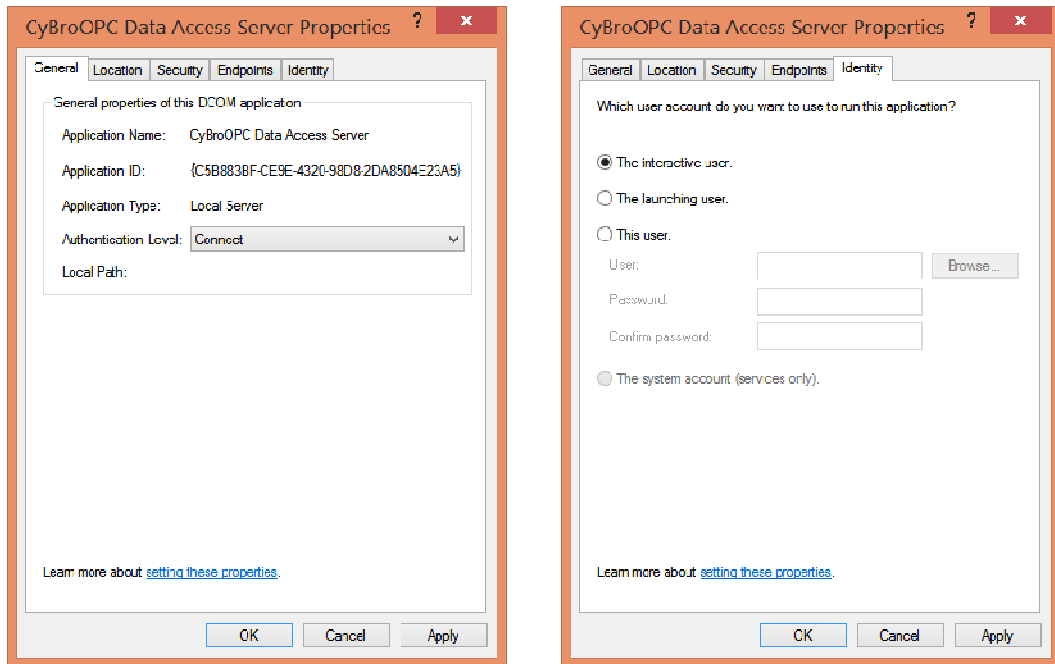 CyBroOPC Data Access Server Properties
General Location Security Endpoints Identity
General properties of this DCOM application
Application Name: CyBroOPC Data Access Server
Application ID: {C5B883BF-CE9E-4320-98D8-2DA8504E23A5}
Application Type: Local Server
Authentication Level: Connect
Local Path:
Learn more about setting these properties.
OK Cancel Apply
CyBroOPC Data Access Server Properties
General Location Security Endpoints Identity
Which user account do you want to use to run this application?
The interactive user.
The launching user.
This user.
User: Browse...
Password:
Confirm password:
The system account (services only).
Learn more about setting these properties.
OK Cancel Apply